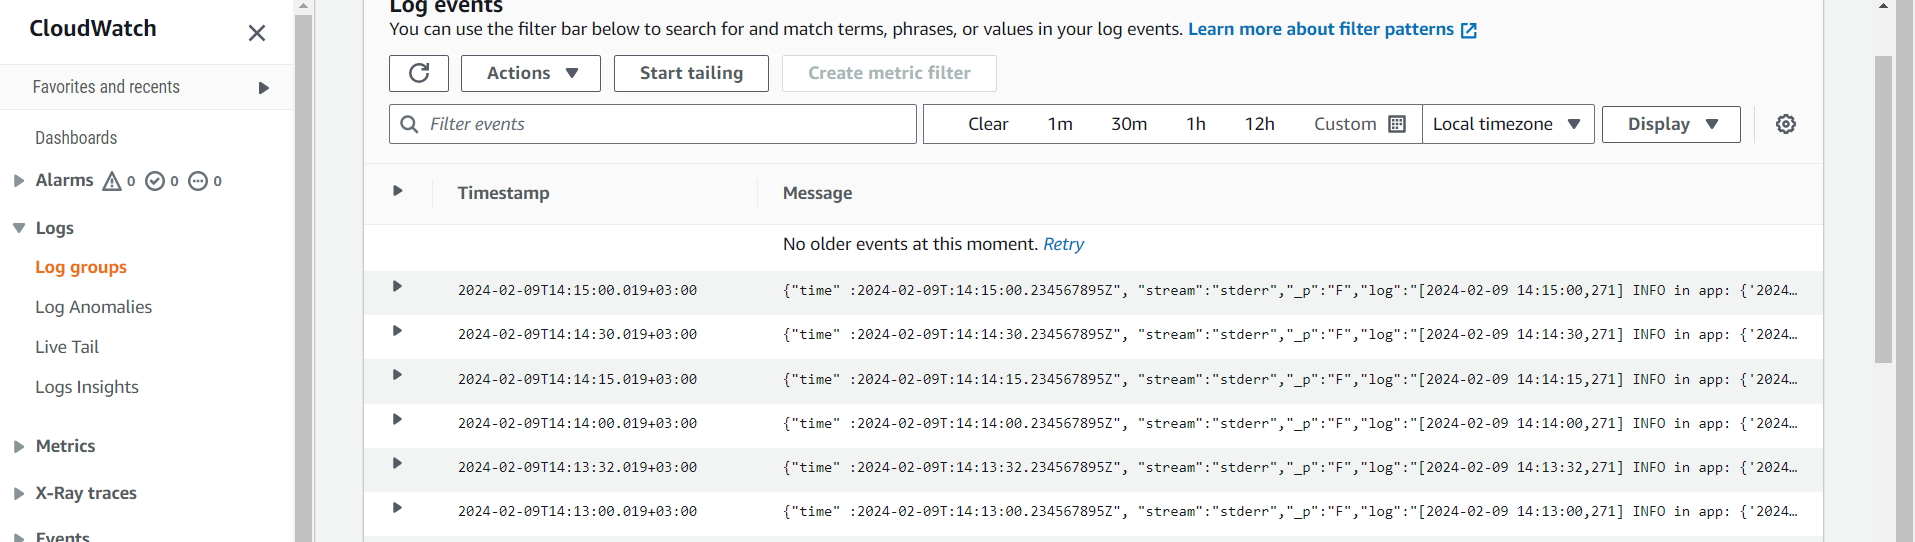 CloudWatch
Favorites and recents
Dashboards
Alarms 0 0 0
Logs
Log groups
Log Anomalies
Live Tail
Logs Insights
Metrics
X-Ray traces
Events
Log events
You can use the filter bar below to search for and match terms, phrases, or values in your log events. Learn more about filter patterns
Actions Start tailing Create metric filter
Filter events Clear 1m 30m 1h 12h Custom Local timezone Display
Timestamp Message
No older events at this moment. Retry
2024-02-09T14:15:00.019+03:00 {"time" :2024-02-09T:14:15:00.234567895Z", "stream":"stderr","_p":"F","log":"[2024-02-09 14:15:00,271] INFO in app: {'2024…
2024-02-09T14:14:30.019+03:00 {"time" :2024-02-09T:14:14:30.234567895Z", "stream":"stderr","_p":"F","log":"[2024-02-09 14:14:30,271] INFO in app: {'2024…
2024-02-09T14:14:15.019+03:00 {"time" :2024-02-09T:14:14:15.234567895Z", "stream":"stderr","_p":"F","log":"[2024-02-09 14:14:15,271] INFO in app: {'2024…
2024-02-09T14:14:00.019+03:00 {"time" :2024-02-09T:14:14:00.234567895Z", "stream":"stderr","_p":"F","log":"[2024-02-09 14:14:00,271] INFO in app: {'2024…
2024-02-09T14:13:32.019+03:00 {"time" :2024-02-09T:14:13:32.234567895Z", "stream":"stderr","_p":"F","log":"[2024-02-09 14:13:32,271] INFO in app: {'2024…
2024-02-09T14:13:00.019+03:00 {"time" :2024-02-09T:14:13:00.234567895Z", "stream":"stderr","_p":"F","log":"[2024-02-09 14:13:00,271] INFO in app: {'2024…